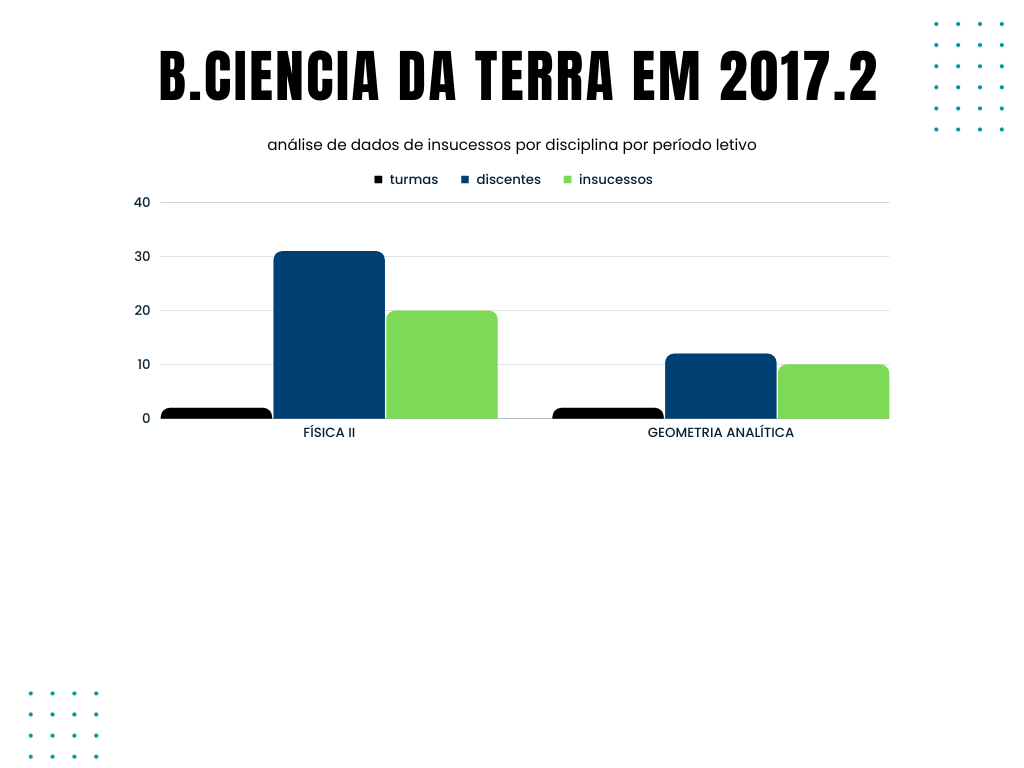 B.CIENCIA DA TERRA EM 2017.2
análise de dados de insucessos por disciplina por período letivo
turmas discentes insucessos
40
30
20
10
0
FÍSICA II GEOMETRIA ANALÍTICA